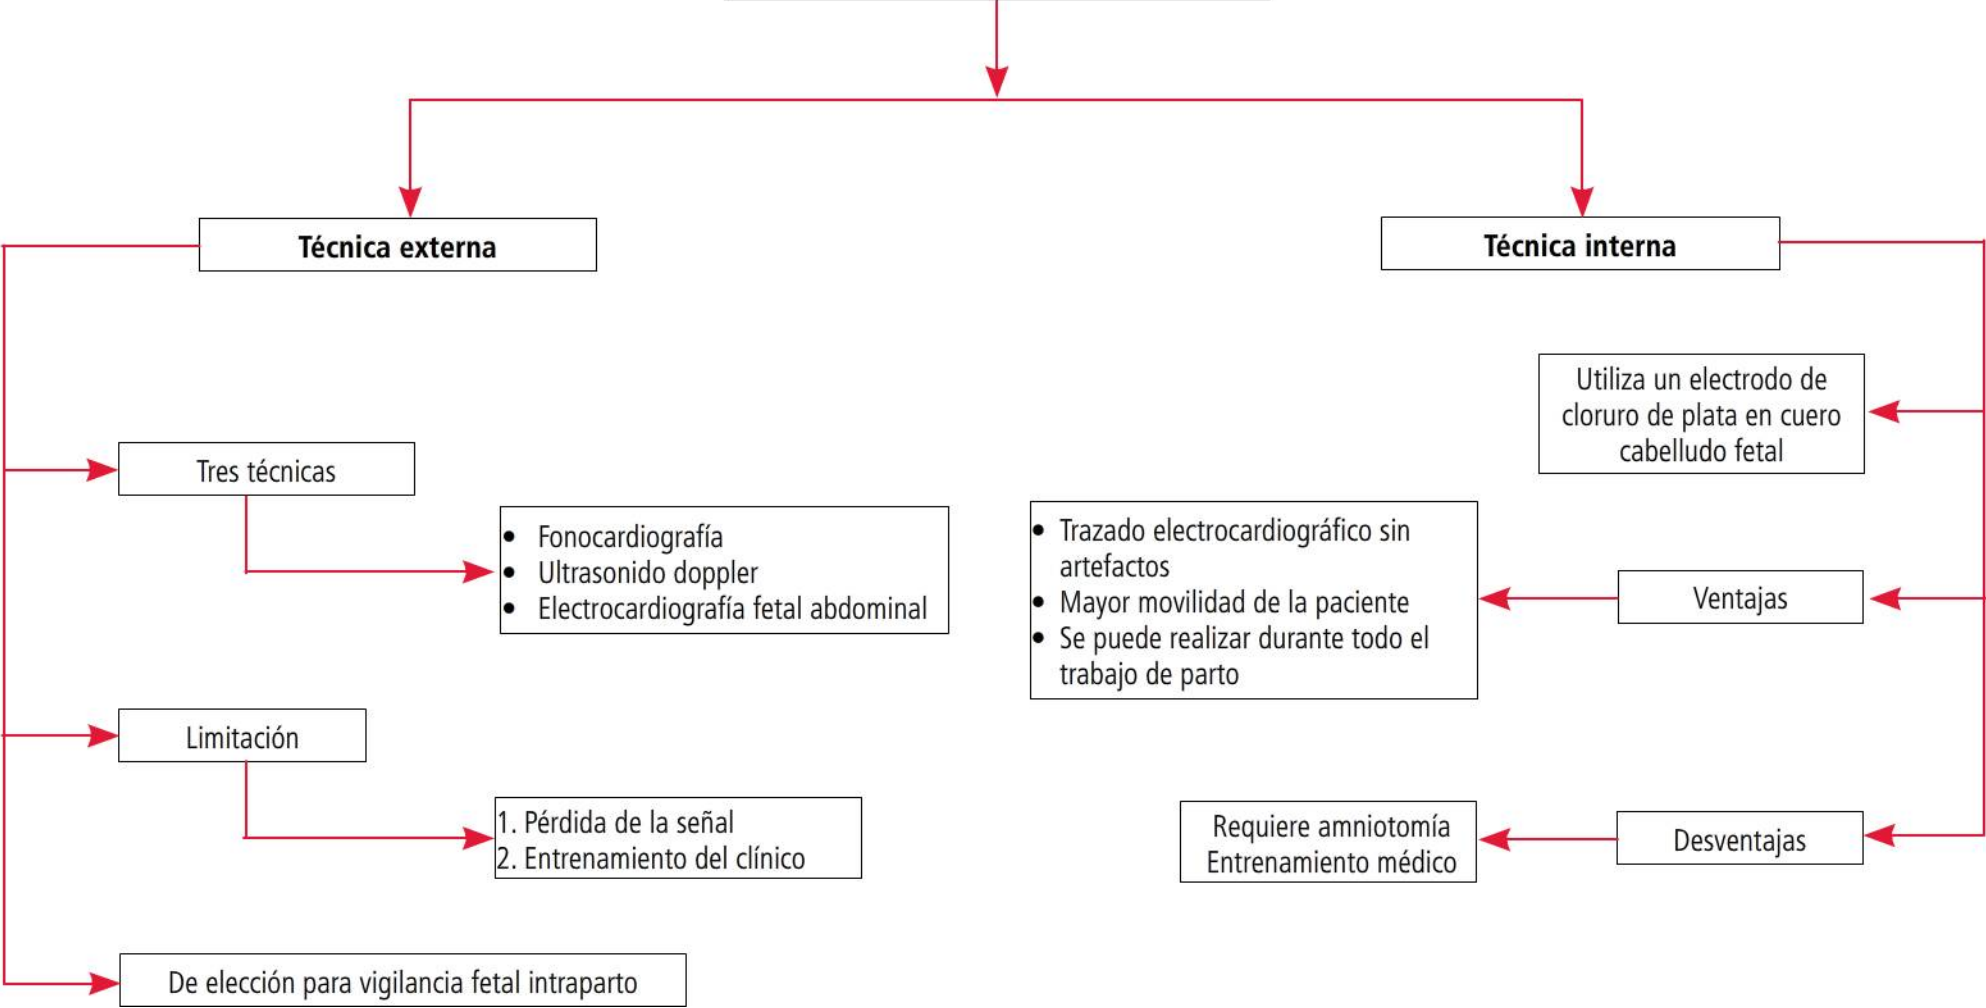 Técnica externa
Técnica interna
Utiliza un electrodo de
cloruro de plata en cuero
cabelludo fetal
Tres técnicas
• Fonocardiografía
• Ultrasonido doppler
• Electrocardiografía fetal abdominal
• Trazado electrocardiográfico sin
artefactos
• Mayor movilidad de la paciente
• Se puede realizar durante todo el
trabajo de parto
Ventajas
Limitación
1. Pérdida de la señal
2. Entrenamiento del clínico
Requiere amniotomía
Entrenamiento médico
Desventajas
De elección para vigilancia fetal intraparto